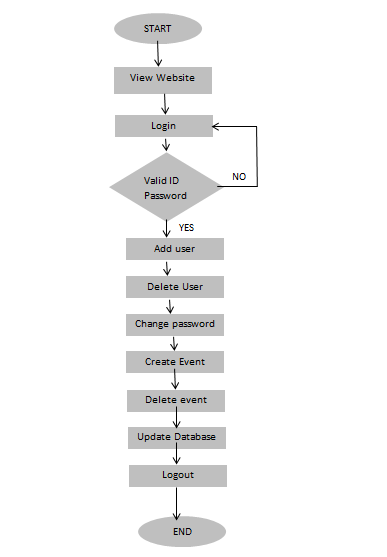 START
View Website
Login
Valid ID
Password
NO
YES
Add user
Delete User
Change password
Create Event
Delete event
Update Database
Logout
END